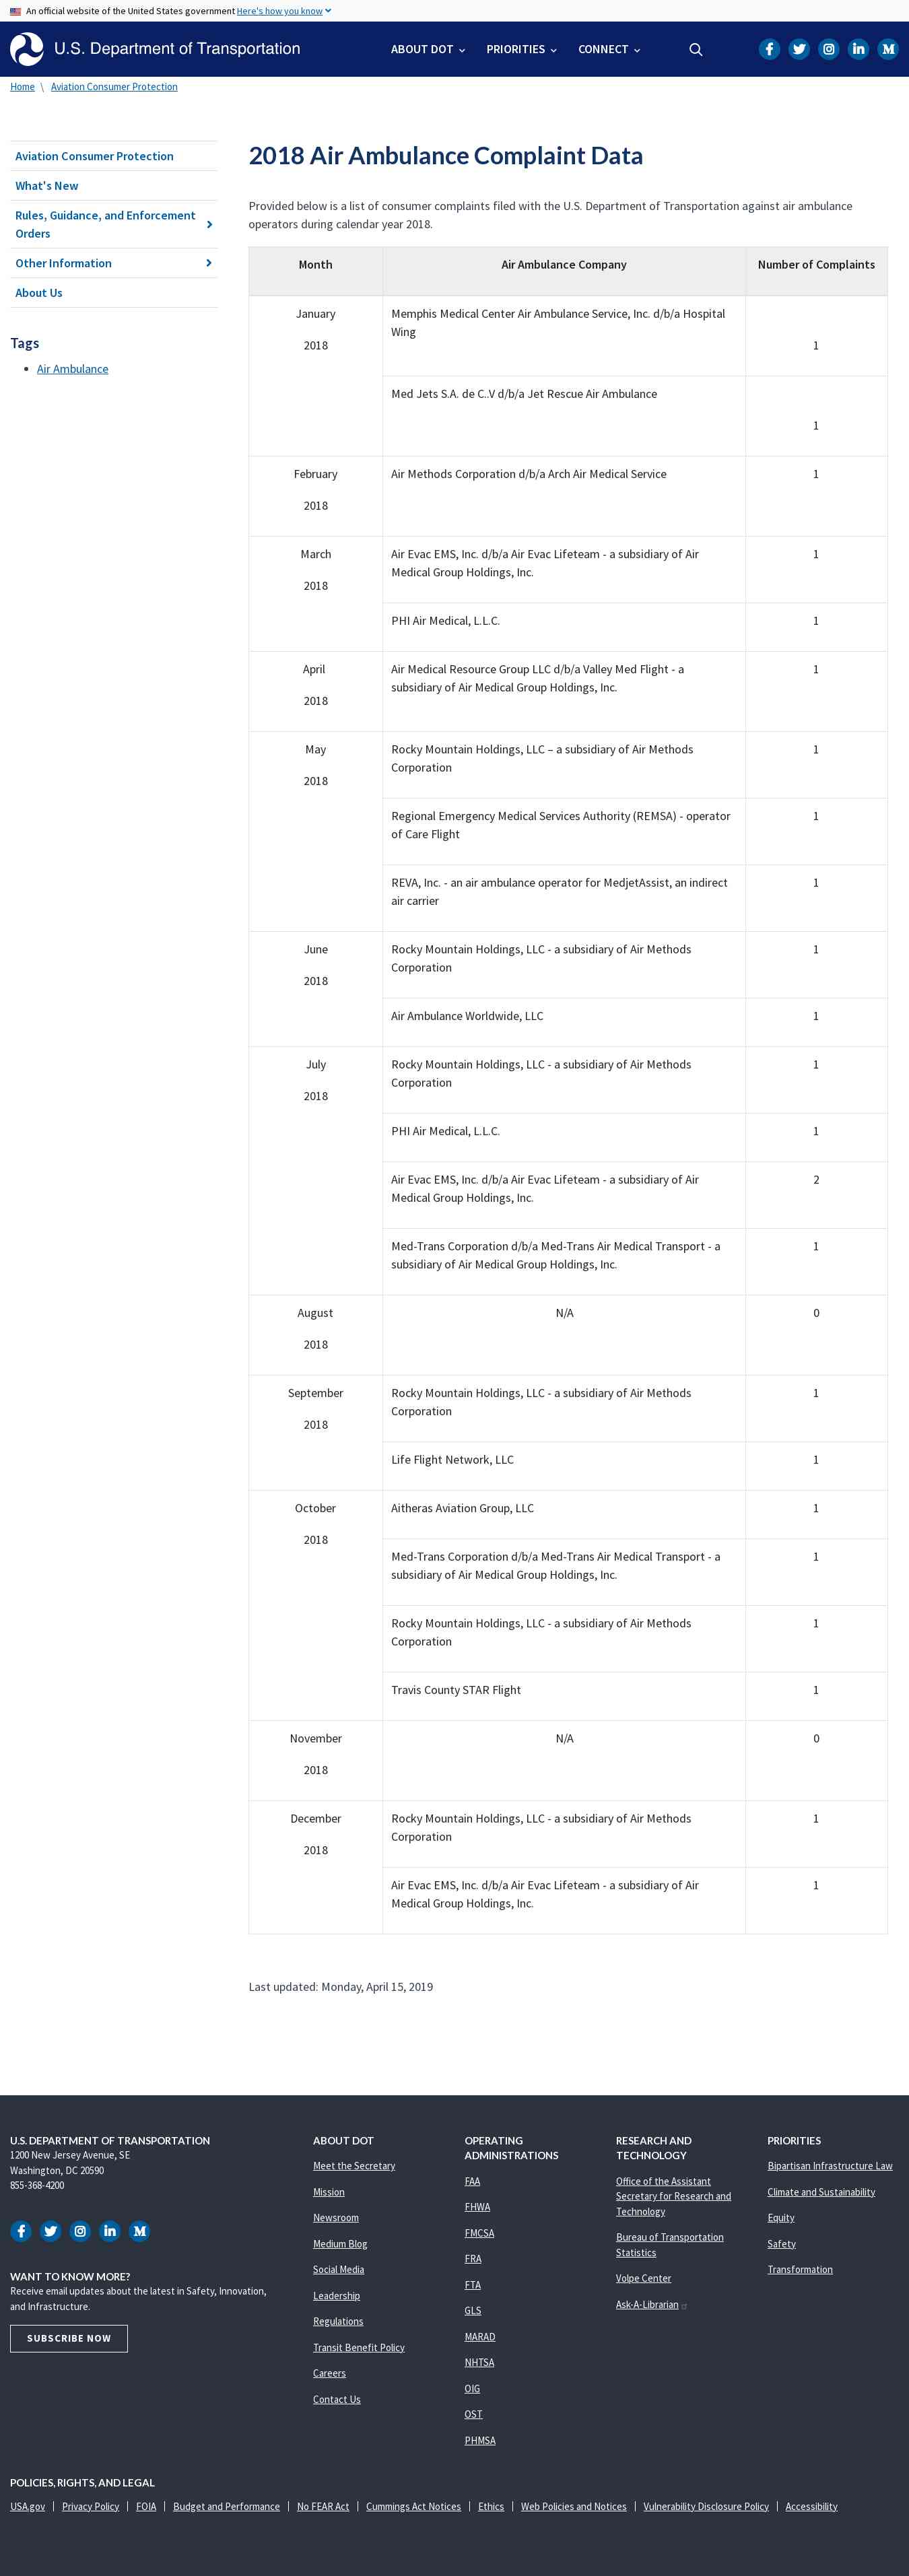 An official website of the United States government Here's how you know
U.S. Department of Transportation
ABOUT DOT
PRIORITIES
CONNECT
Home \ Aviation Consumer Protection
Aviation Consumer Protection
What's New
Rules, Guidance, and Enforcement
Orders
Other Information
About Us
Tags
Air Ambulance
2018 Air Ambulance Complaint Data
Provided below is a list of consumer complaints filed with the U.S. Department of Transportation against air ambulance
operators during calendar year 2018.
Month Air Ambulance Company Number of Complaints
January Memphis Medical Center Air Ambulance Service, Inc. d/b/a Hospital
Wing
2018 1
Med Jets S.A. de C..V d/b/a Jet Rescue Air Ambulance
1
February Air Methods Corporation d/b/a Arch Air Medical Service 1
2018
March Air Evac EMS, Inc. d/b/a Air Evac Lifeteam - a subsidiary of Air 1
Medical Group Holdings, Inc.
2018
PHI Air Medical, L.L.C. 1
April Air Medical Resource Group LLC d/b/a Valley Med Flight - a 1
subsidiary of Air Medical Group Holdings, Inc.
2018
May Rocky Mountain Holdings, LLC – a subsidiary of Air Methods 1
Corporation
2018
Regional Emergency Medical Services Authority (REMSA) - operator 1
of Care Flight
REVA, Inc. - an air ambulance operator for MedjetAssist, an indirect 1
air carrier
June Rocky Mountain Holdings, LLC - a subsidiary of Air Methods 1
Corporation
2018
Air Ambulance Worldwide, LLC 1
July Rocky Mountain Holdings, LLC - a subsidiary of Air Methods 1
Corporation
2018
PHI Air Medical, L.L.C. 1
Air Evac EMS, Inc. d/b/a Air Evac Lifeteam - a subsidiary of Air 2
Medical Group Holdings, Inc.
Med-Trans Corporation d/b/a Med-Trans Air Medical Transport - a 1
subsidiary of Air Medical Group Holdings, Inc.
August N/A 0
2018
September Rocky Mountain Holdings, LLC - a subsidiary of Air Methods 1
Corporation
2018
Life Flight Network, LLC 1
October Aitheras Aviation Group, LLC 1
2018
Med-Trans Corporation d/b/a Med-Trans Air Medical Transport - a 1
subsidiary of Air Medical Group Holdings, Inc.
Rocky Mountain Holdings, LLC - a subsidiary of Air Methods 1
Corporation
Travis County STAR Flight 1
November N/A 0
2018
December Rocky Mountain Holdings, LLC - a subsidiary of Air Methods 1
Corporation
2018
Air Evac EMS, Inc. d/b/a Air Evac Lifeteam - a subsidiary of Air 1
Medical Group Holdings, Inc.
Last updated: Monday, April 15, 2019
U.S. DEPARTMENT OF TRANSPORTATION
1200 New Jersey Avenue, SE
Washington, DC 20590
855-368-4200
WANT TO KNOW MORE?
Receive email updates about the latest in Safety, Innovation,
and Infrastructure.
SUBSCRIBE NOW
ABOUT DOT
Meet the Secretary
Mission
Newsroom
Medium Blog
Social Media
Leadership
Regulations
Transit Benefit Policy
Careers
Contact Us
OPERATING
ADMINISTRATIONS
FAA
FHWA
FMCSA
FRA
FTA
GLS
MARAD
NHTSA
OIG
OST
PHMSA
RESEARCH AND
TECHNOLOGY
Office of the Assistant
Secretary for Research and
Technology
Bureau of Transportation
Statistics
Volpe Center
Ask-A-Librarian
PRIORITIES
Bipartisan Infrastructure Law
Climate and Sustainability
Equity
Safety
Transformation
POLICIES, RIGHTS, AND LEGAL
USA.gov | Privacy Policy | FOIA | Budget and Performance | No FEAR Act | Cummings Act Notices | Ethics | Web Policies and Notices | Vulnerability Disclosure Policy | Accessibility